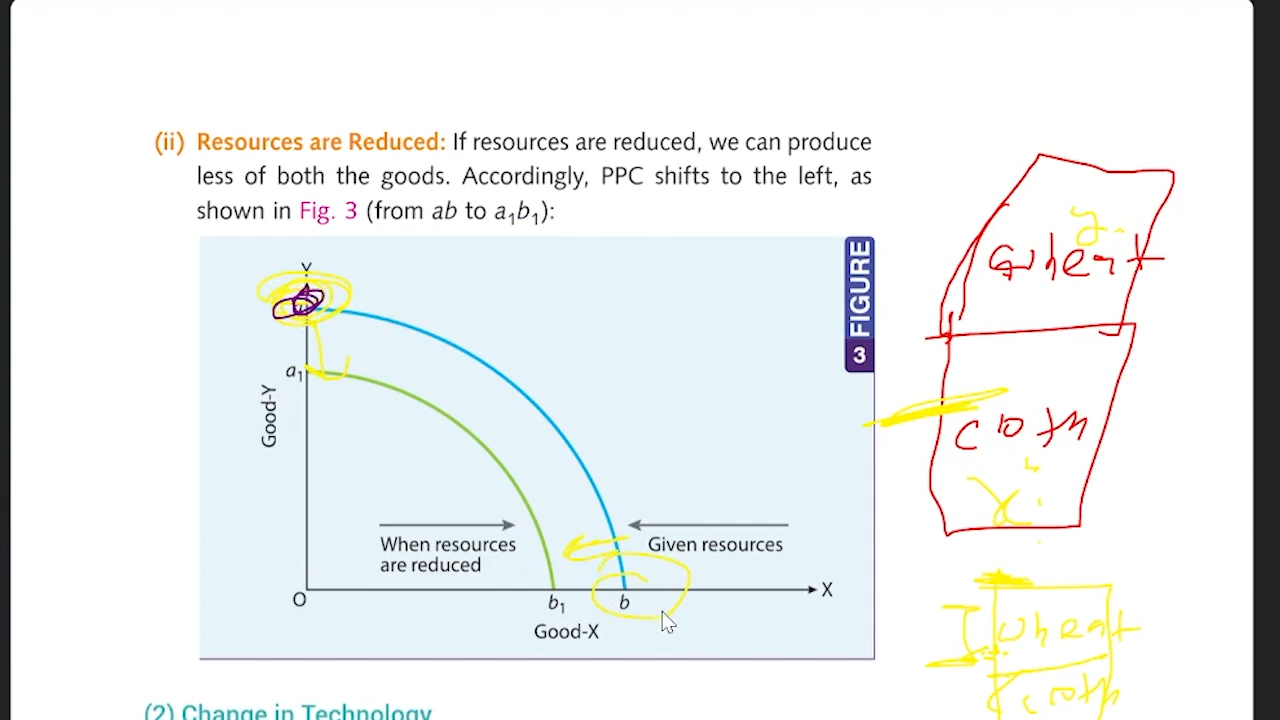 (ii) Resources are Reduced: If resources are reduced, we can produce
less of both the goods. Accordingly, PPC shifts to the left, as
shown in Fig. 3 (from ab to a₁b₁):
FIGURE
3
Y
a₁
Good-Y
When resources
are reduced
Given resources
O
b₁
b
X
Good-X
y
wheat
cloth
x
wheat
cloth
(2) Change in Technology